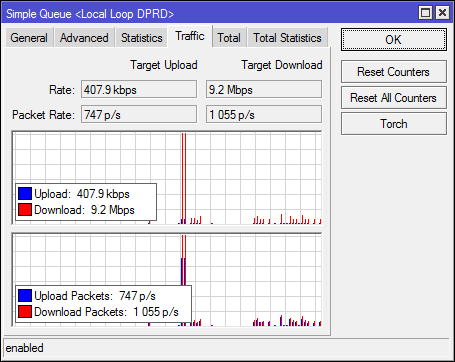 Simple Queue <Local Loop DPRD>
General Advanced Statistics Traffic Total Total Statistics
Target Upload Target Download
Rate: 407.9 kbps 9.2 Mbps
Packet Rate: 747 p/s 1 055 p/s
Upload: 407.9 kbps
Download: 9.2 Mbps
Upload Packets: 747 p/s
Download Packets: 1 055 p/s
OK
Reset Counters
Reset All Counters
Torch
enabled